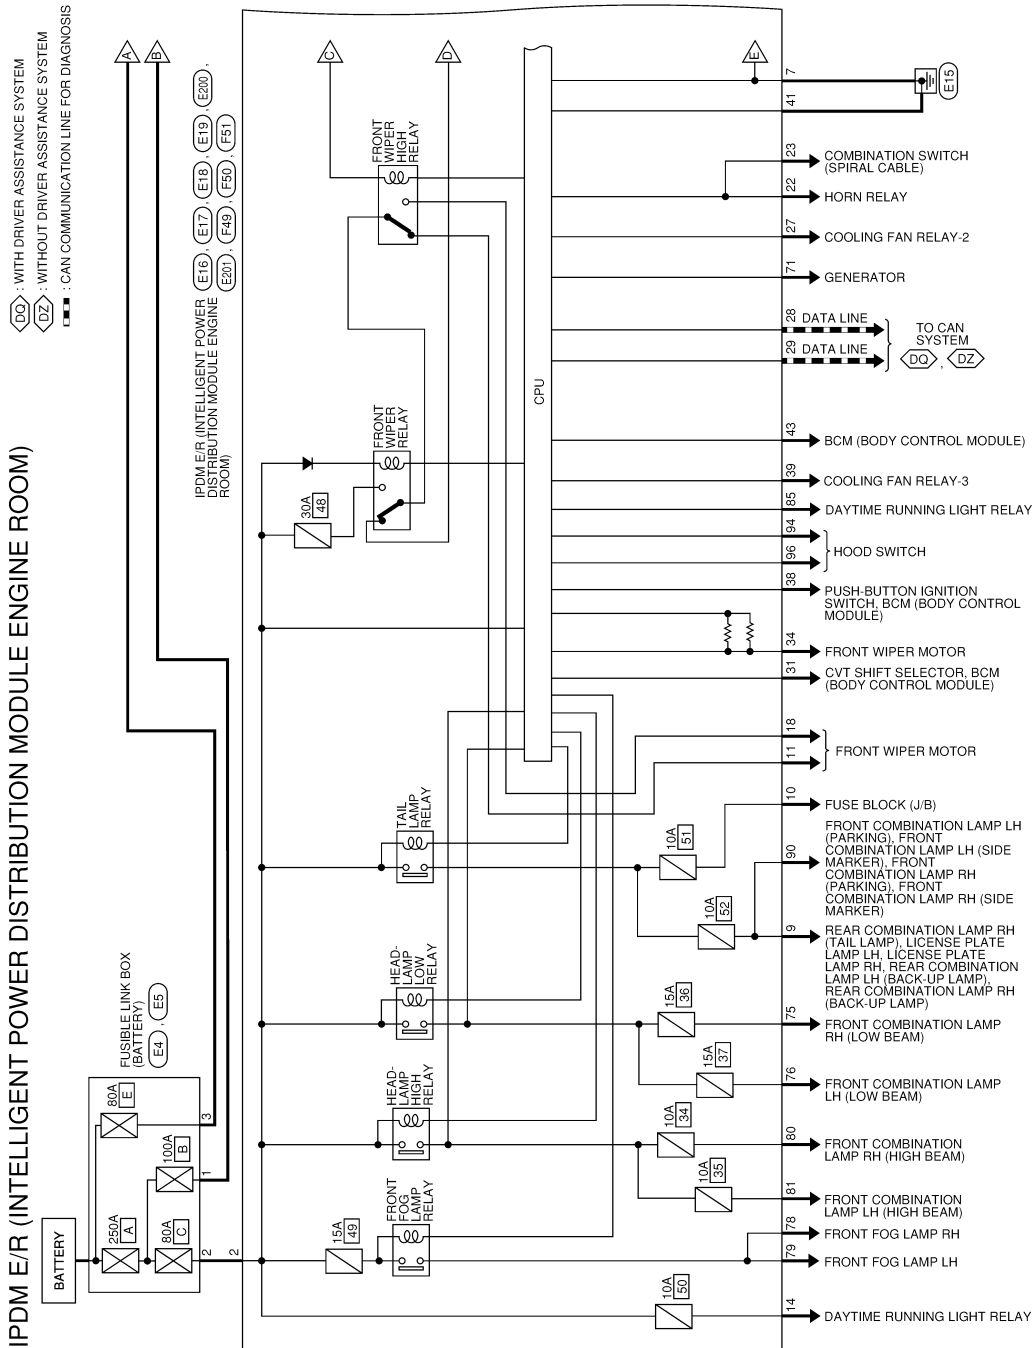 IPDM E/R (INTELLIGENT POWER DISTRIBUTION MODULE ENGINE ROOM)
DQ : WITH DRIVER ASSISTANCE SYSTEM
DZ : WITHOUT DRIVER ASSISTANCE SYSTEM
: CAN COMMUNICATION LINE FOR DIAGNOSIS
A
B
IPDM E/R (INTELLIGENT POWER
DISTRIBUTION MODULE ENGINE
ROOM)
E16 , E17 , E18 , E19 , E200 ,
E201 , F49 , F50 , F51
C
D
E
FRONT
WIPER
HIGH
RELAY
FRONT
WIPER
RELAY
30A
48
CPU
7
41
E15
23
COMBINATION SWITCH
(SPIRAL CABLE)
22
HORN RELAY
27
COOLING FAN RELAY-2
71
GENERATOR
28
DATA LINE
29
DATA LINE
TO CAN
SYSTEM
DQ , DZ
43
BCM (BODY CONTROL MODULE)
39
COOLING FAN RELAY-3
85
DAYTIME RUNNING LIGHT RELAY
94
96
HOOD SWITCH
38
PUSH-BUTTON IGNITION
SWITCH, BCM (BODY CONTROL
MODULE)
34
FRONT WIPER MOTOR
31
CVT SHIFT SELECTOR, BCM
(BODY CONTROL MODULE)
18
11
FRONT WIPER MOTOR
TAIL
LAMP
RELAY
10A
51
10
FUSE BLOCK (J/B)
10A
52
90
FRONT COMBINATION LAMP LH
(PARKING), FRONT
COMBINATION LAMP LH (SIDE
MARKER), FRONT
COMBINATION LAMP RH
(PARKING), FRONT
COMBINATION LAMP RH (SIDE
MARKER)
9
REAR COMBINATION LAMP RH
(TAIL LAMP), LICENSE PLATE
LAMP LH, LICENSE PLATE
LAMP RH, REAR COMBINATION
LAMP LH (BACK-UP LAMP),
REAR COMBINATION LAMP RH
(BACK-UP LAMP)
HEAD-
LAMP
LOW
RELAY
15A
36
75
FRONT COMBINATION LAMP
RH (LOW BEAM)
15A
37
76
FRONT COMBINATION LAMP
LH (LOW BEAM)
HEAD-
LAMP
HIGH
RELAY
10A
34
80
FRONT COMBINATION
LAMP RH (HIGH BEAM)
10A
35
81
FRONT COMBINATION
LAMP LH (HIGH BEAM)
FRONT
FOG
LAMP
RELAY
15A
49
78
FRONT FOG LAMP RH
79
FRONT FOG LAMP LH
10A
50
14
DAYTIME RUNNING LIGHT RELAY
FUSIBLE LINK BOX
(BATTERY)
E4 , E5
80A
E
3
100A
B
1
250A
A
80A
C
2
2
BATTERY